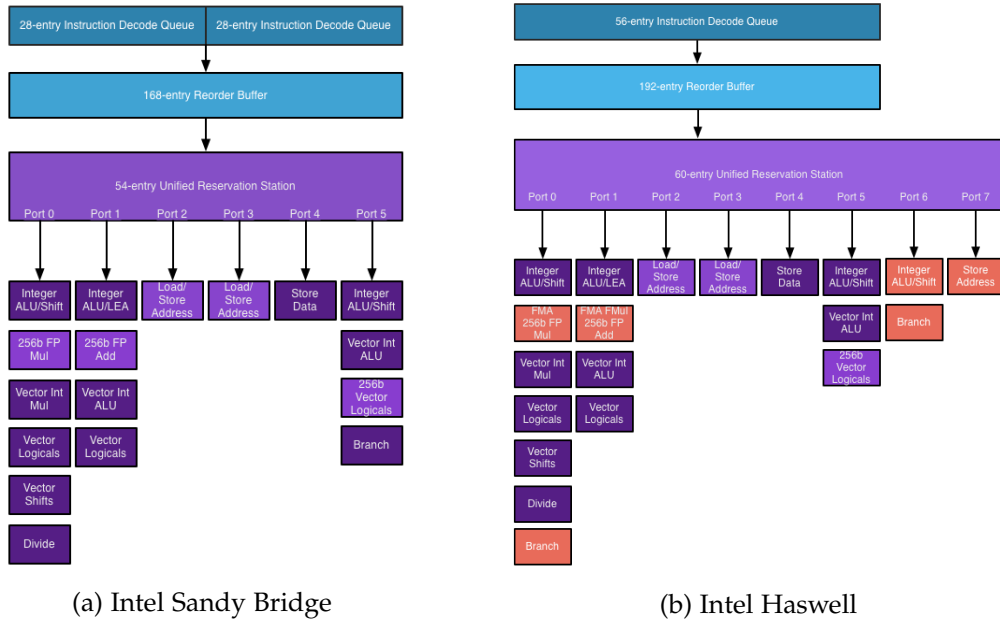 28-entry Instruction Decode Queue
28-entry Instruction Decode Queue
168-entry Reorder Buffer
54-entry Unified Reservation Station
Port 0
Port 1
Port 2
Port 3
Port 4
Port 5
Integer
ALU/Shift
Integer
ALU/LEA
Load/
Store
Address
Load/
Store
Address
Store
Data
Integer
ALU/Shift
256b FP
Mul
256b FP
Add
Vector Int
ALU
Vector Int
Mul
Vector Int
ALU
256b
Vector
Logicals
Vector
Logicals
Vector
Logicals
Branch
Vector
Shifts
Divide
(a) Intel Sandy Bridge
56-entry Instruction Decode Queue
192-entry Reorder Buffer
60-entry Unified Reservation Station
Port 0
Port 1
Port 2
Port 3
Port 4
Port 5
Port 6
Port 7
Integer
ALU/Shift
Integer
ALU/LEA
Load/
Store
Address
Load/
Store
Address
Store
Data
Integer
ALU/Shift
Integer
ALU/Shift
Store
Address
FMA
256b FP
Mul
FMA FMul
256b FP
Add
Vector Int
ALU
Branch
Vector Int
Mul
Vector Int
ALU
256b
Vector
Logicals
Vector
Logicals
Vector
Logicals
Vector
Shifts
Divide
Branch
(b) Intel Haswell